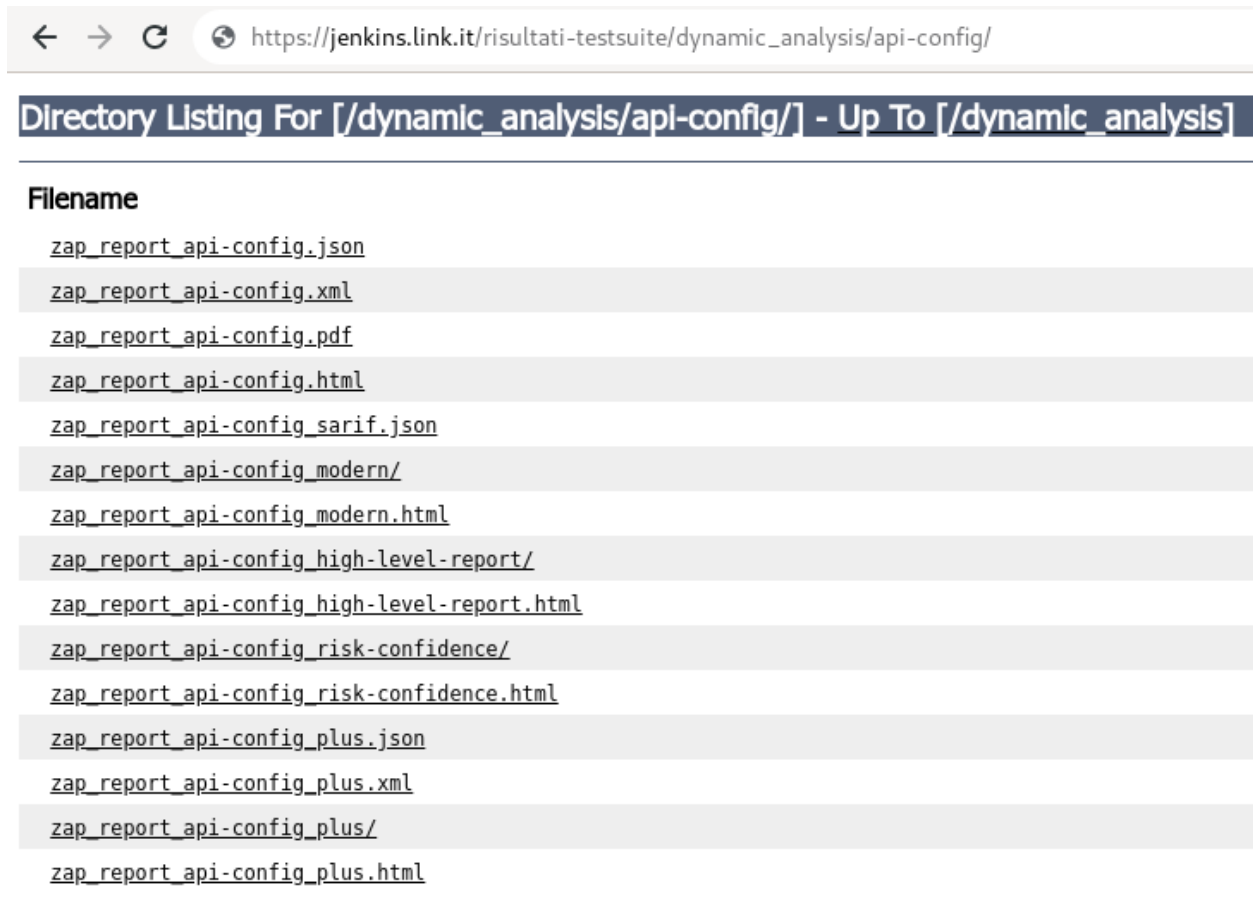 https://jenkins.link.it/risultati-testsuite/dynamic_analysis/api-config/
Directory Listing For [/dynamic_analysis/api-config/] - Up To [/dynamic_analysis]
Filename
zap_report_api-config.json
zap_report_api-config.xml
zap_report_api-config.pdf
zap_report_api-config.html
zap_report_api-config_sarif.json
zap_report_api-config_modern/
zap_report_api-config_modern.html
zap_report_api-config_high-level-report/
zap_report_api-config_high-level-report.html
zap_report_api-config_risk-confidence/
zap_report_api-config_risk-confidence.html
zap_report_api-config_plus.json
zap_report_api-config_plus.xml
zap_report_api-config_plus/
zap_report_api-config_plus.html